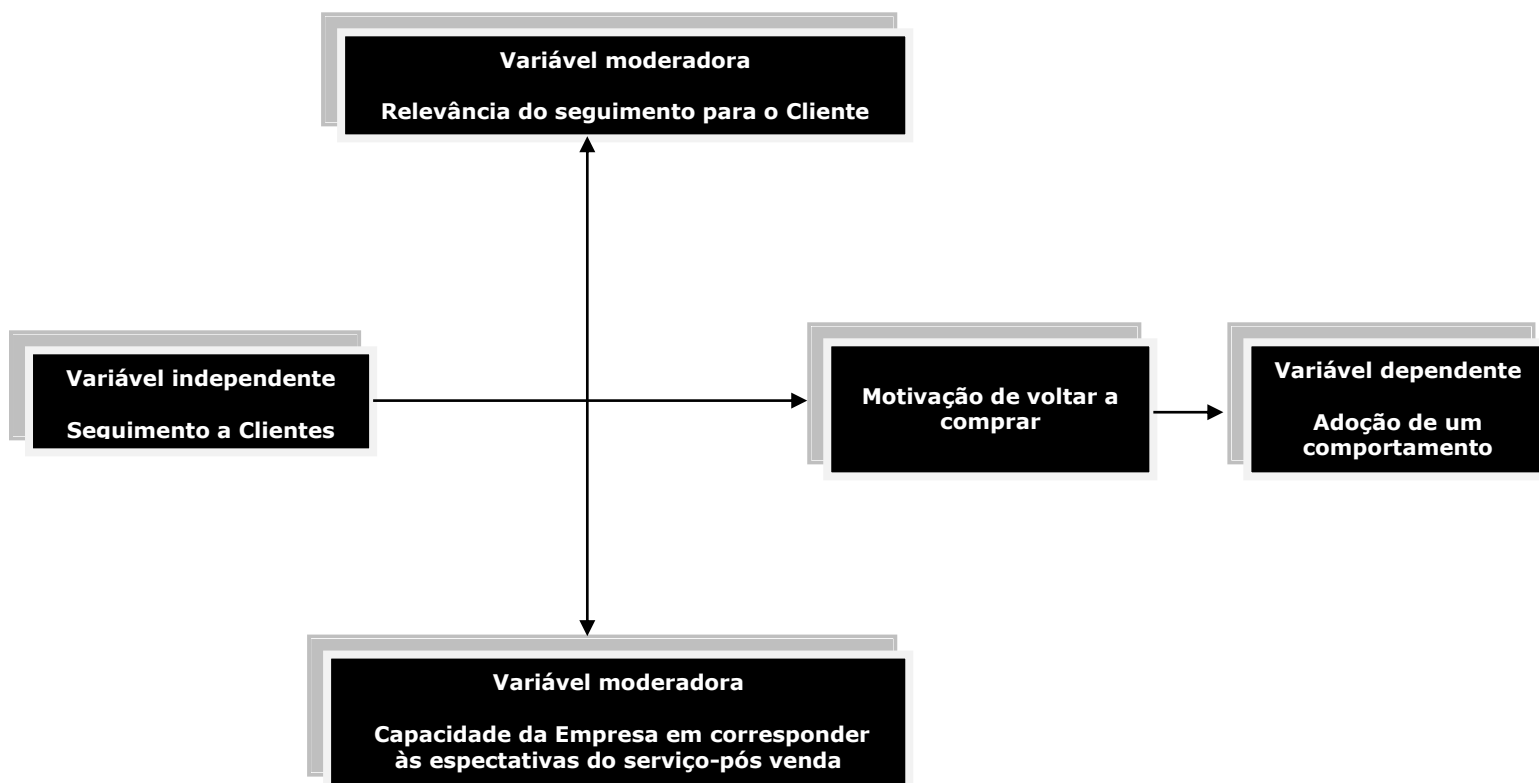 Variável moderadora
Relevância do seguimento para o Cliente
Variável independente
Seguimento a Clientes
Motivação de voltar a
comprar
Variável dependente
Adoção de um
comportamento
Variável moderadora
Capacidade da Empresa em corresponder
às espectativas do serviço-pós venda